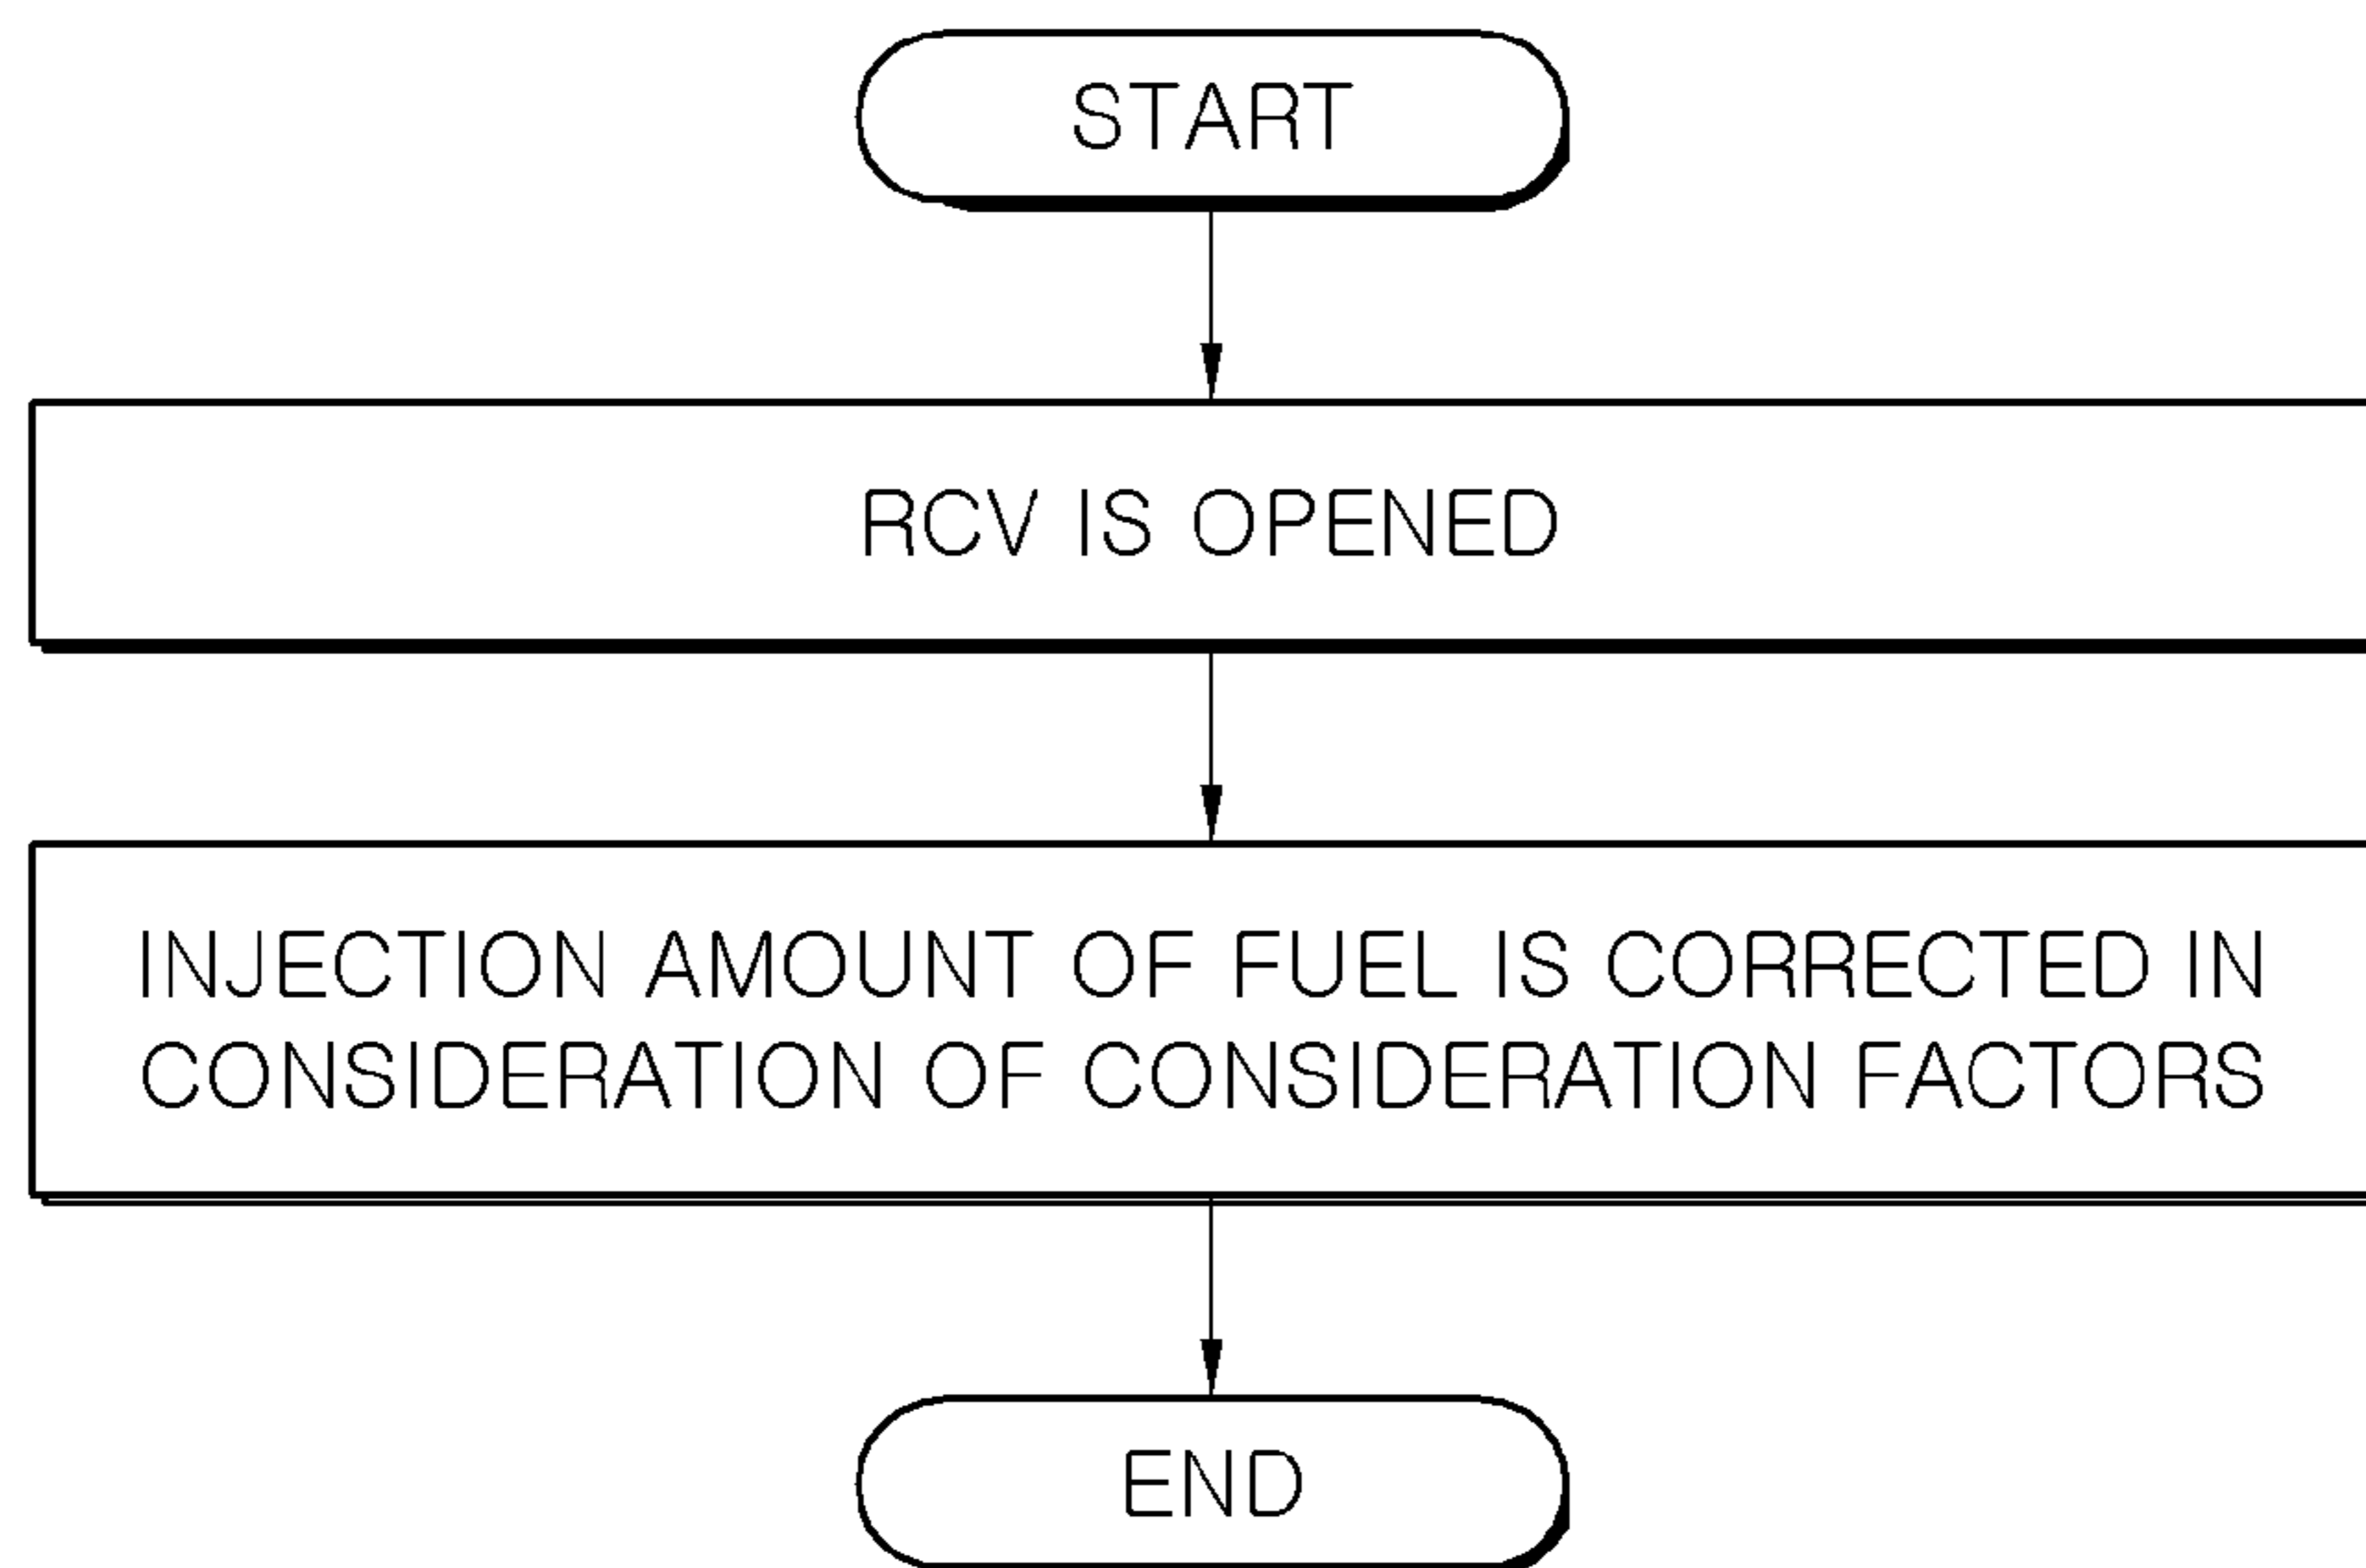 START
RCV IS OPENED
INJECTION AMOUNT OF FUEL IS CORRECTED IN
CONSIDERATION OF CONSIDERATION FACTORS
END